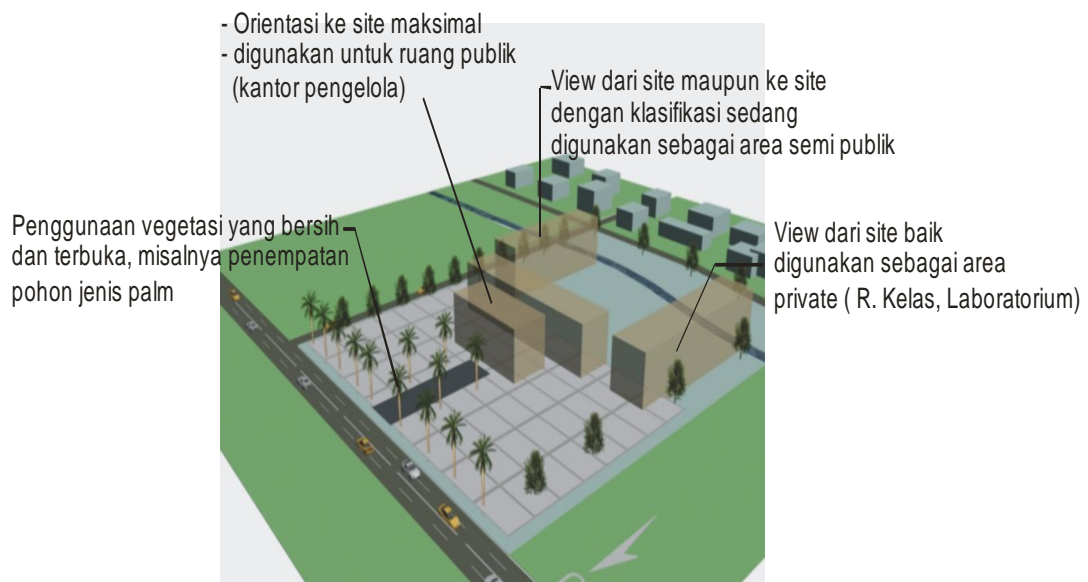 - Orientasi ke site maksimal
- digunakan untuk ruang publik
(kantor pengelola)
View dari site maupun ke site
dengan klasifikasi sedang
digunakan sebagai area semi publik
Penggunaan vegetasi yang bersih
dan terbuka, misalnya penempatan
pohon jenis palm
View dari site baik
digunakan sebagai area
private ( R. Kelas, Laboratorium)